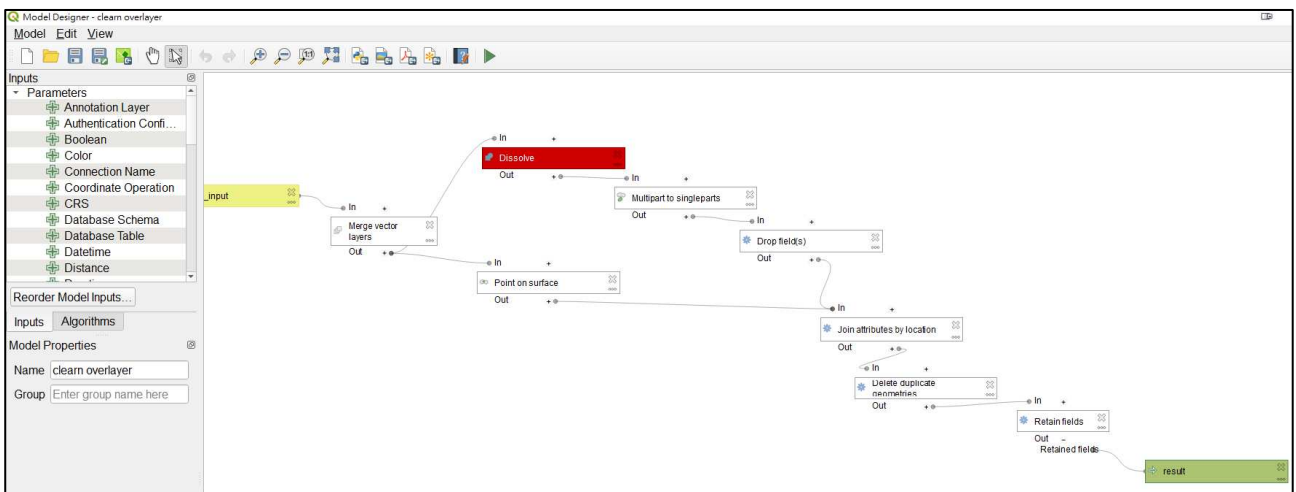 Model Designer - clearn overlayer
Model Edit View
Inputs
Parameters
Annotation Layer
Authentication Confi...
Boolean
Color
Connection Name
Coordinate Operation
CRS
Database Schema
Database Table
Datetime
Distance
Reorder Model Inputs...
Inputs Algorithms
Model Properties
Name clearn overlayer
Group Enter group name here
_input
In
Merge vector
layers
Out
In
Dissolve
Out
In
Multipart to singleparts
Out
In
Drop field(s)
Out
In
Point on surface
Out
In
Join attributes by location
Out
In
Delete duplicate
geometries
Out
In
Retain fields
Out
Retained fields
result